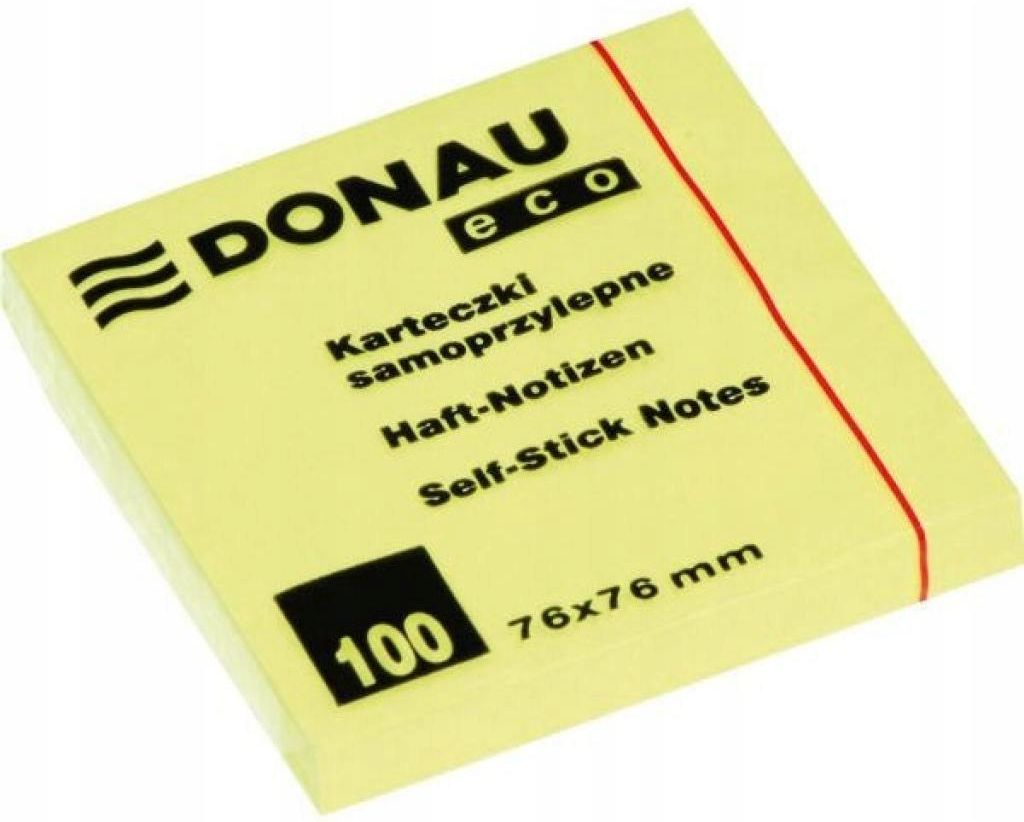 DONAU
eco
Karteczki
samoprzylepne
Haft-Notizen
Self-Stick Notes
100
76x76 mm